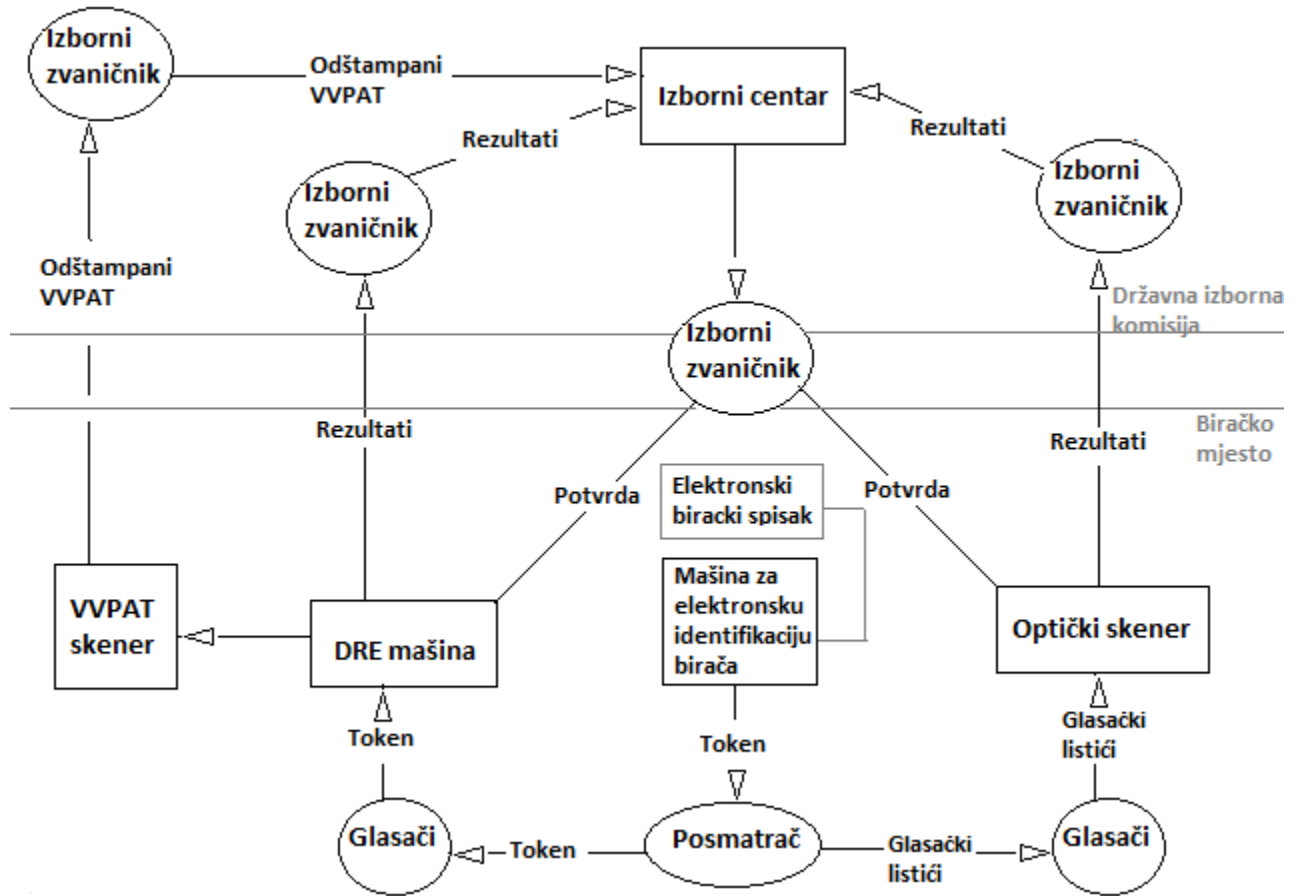 Izborni
zvaničnik
Odštampani
VVPAT
Izborni centar
Rezultati
Rezultati
Izborni
zvaničnik
Izborni
zvaničnik
Odštampani
VVPAT
Državna izborna
komisija
Izborni
zvaničnik
Rezultati
Biračko
mjesto
Rezultati
Potvrda
Elektronski
biracki spisak
Potvrda
Mašina za
elektronsku
identifikaciju
birača
VVPAT
skener
DRE mašina
Optički skener
Token
Token
Glasački
listići
Glasači
Token
Posmatrač
Glasački
listići
Glasači